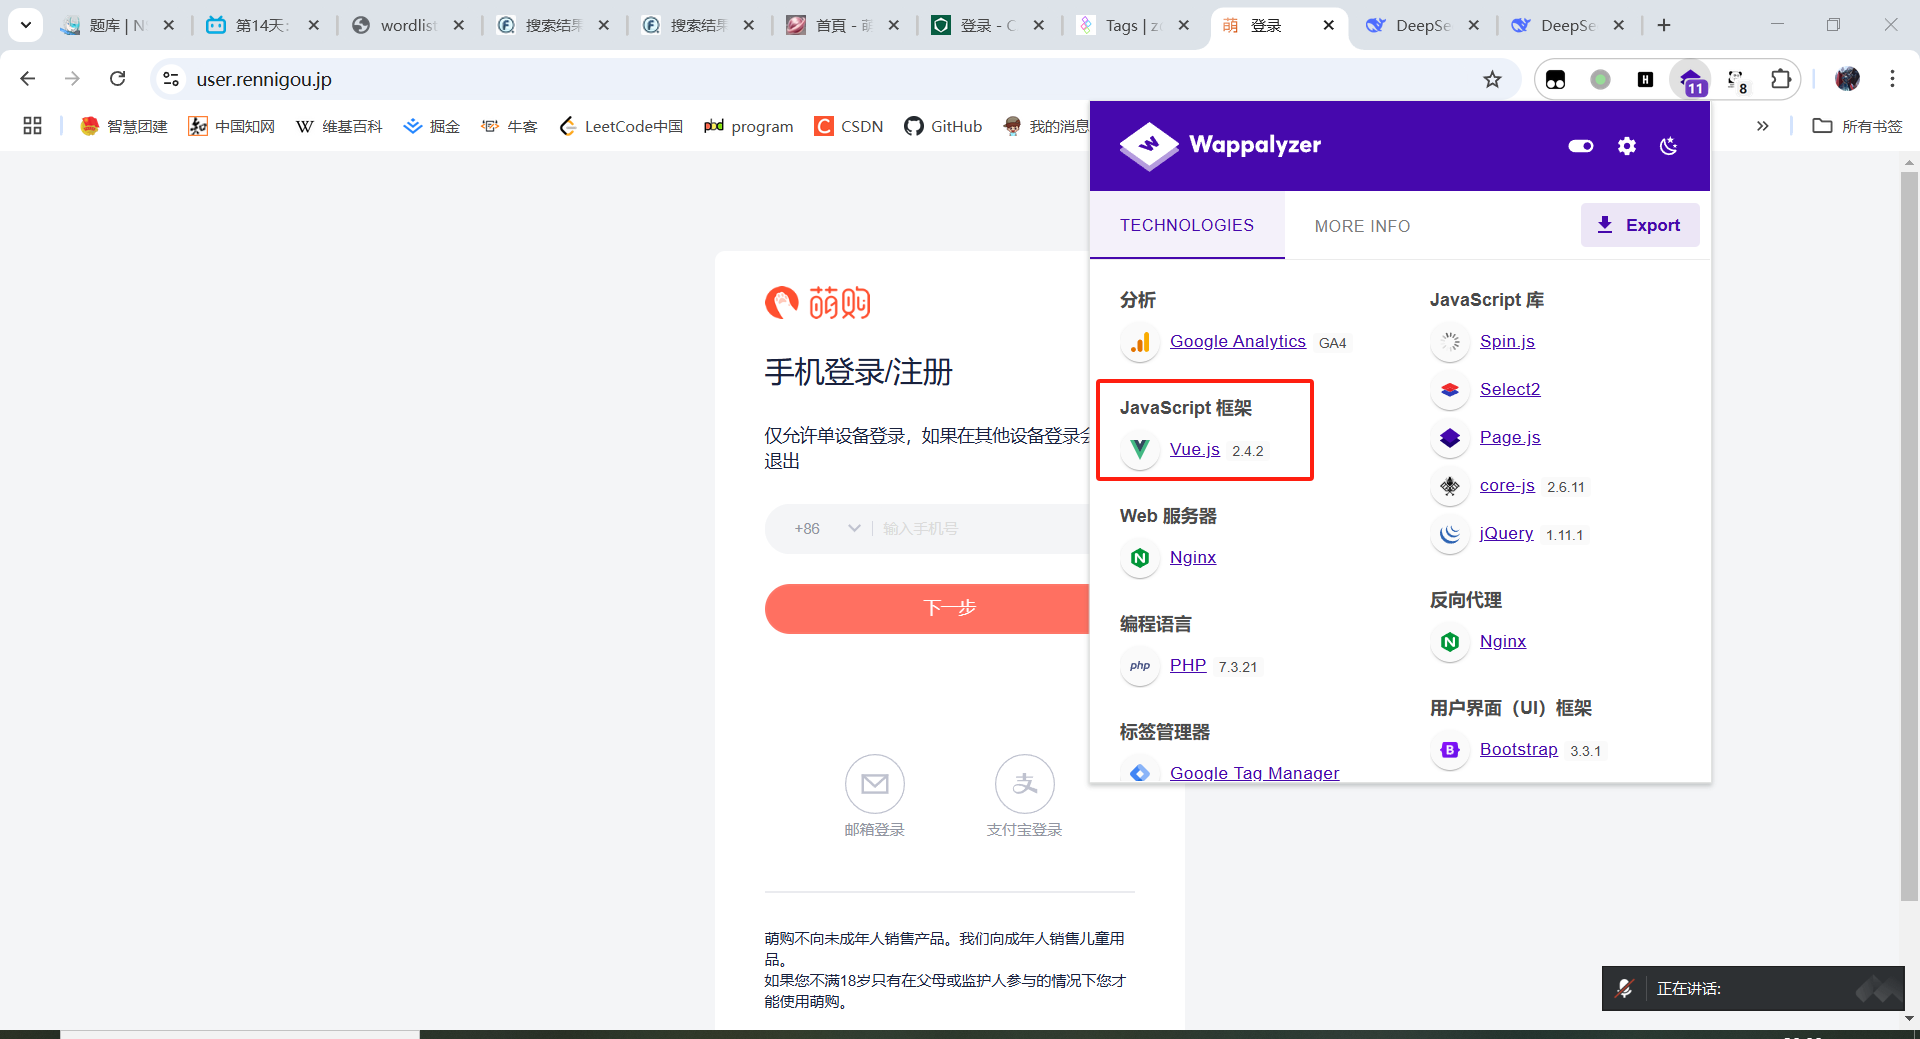 题库 | N
第14天:
wordlist
搜索结果
搜索结果
首頁 - 萌
登录 - C
Tags | z
萌 登录
DeepSe
DeepSe
user.rennigou.jp
11
8
智慧团建
知 中国知网
W 维基百科
掘金
牛客
LeetCode中国
pbd program
C CSDN
GitHub
我的消息
所有书签
Wappalyzer
TECHNOLOGIES
MORE INFO
Export
萌购
手机登录/注册
仅允许单设备登录，如果在其他设备登录会
退出
+86
输入手机号
下一步
邮箱登录
支付宝登录
萌购不向未成年人销售产品。我们向成年人销售儿童用
品。
如果您不满18岁只有在父母或监护人参与的情况下您才
能使用萌购。
分析
Google Analytics GA4
JavaScript 框架
Vue.js 2.4.2
Web 服务器
Nginx
编程语言
php PHP 7.3.21
标签管理器
Google Tag Manager
JavaScript 库
Spin.js
Select2
Page.js
core-js 2.6.11
jQuery 1.11.1
反向代理
Nginx
用户界面（UI）框架
B Bootstrap 3.3.1
正在讲话: